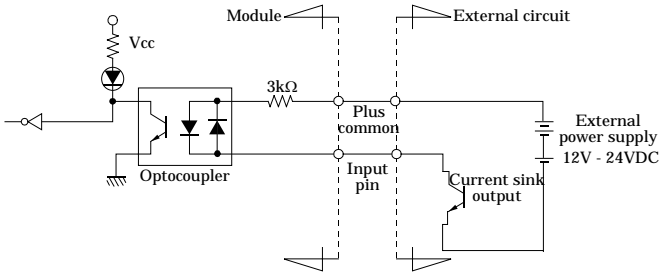 Module
External circuit
Vcc
3kΩ
Plus
common
External
power supply
12V - 24VDC
Optocoupler
Input
pin
Current sink
output